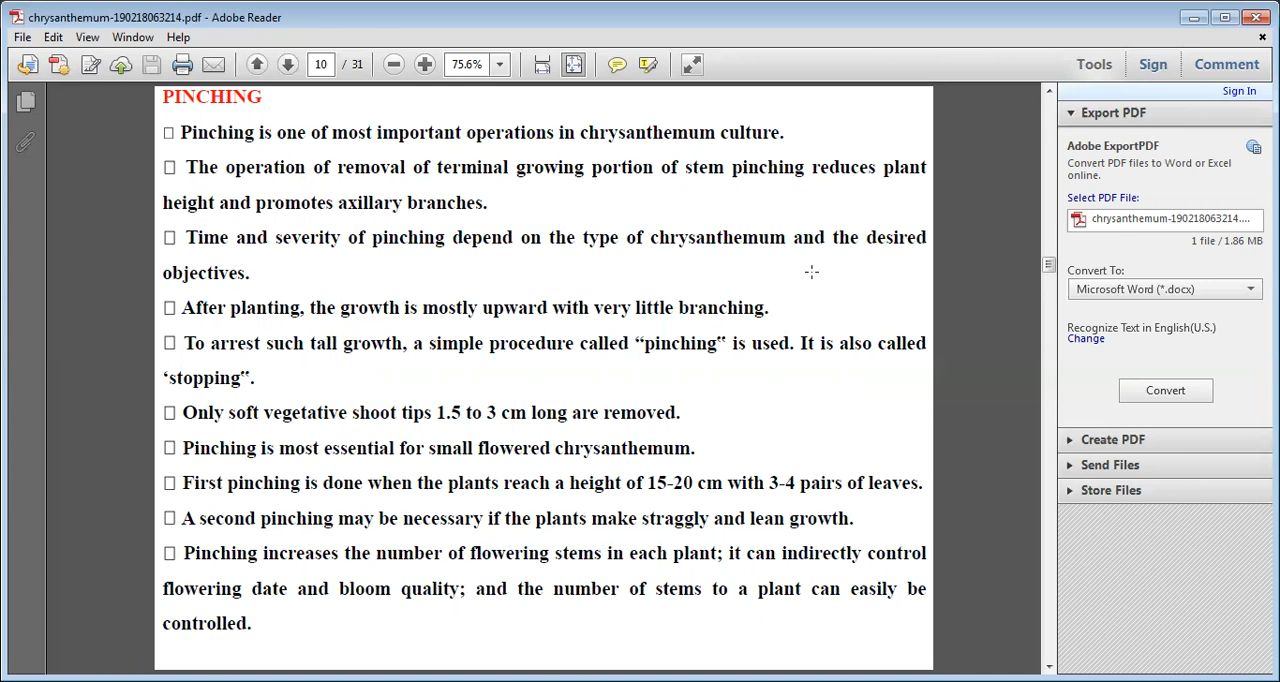 chrysanthemum-190218063214.pdf - Adobe Reader
File Edit View Window Help
10 / 31 75.6% Tools Sign Comment
Sign In
PINCHING
□ Pinching is one of most important operations in chrysanthemum culture.
□ The operation of removal of terminal growing portion of stem pinching reduces plant
height and promotes axillary branches.
□ Time and severity of pinching depend on the type of chrysanthemum and the desired
objectives.
□ After planting, the growth is mostly upward with very little branching.
□ To arrest such tall growth, a simple procedure called “pinching‟ is used. It is also called
‘stopping‟.
□ Only soft vegetative shoot tips 1.5 to 3 cm long are removed.
□ Pinching is most essential for small flowered chrysanthemum.
□ First pinching is done when the plants reach a height of 15-20 cm with 3-4 pairs of leaves.
□ A second pinching may be necessary if the plants make straggly and lean growth.
□ Pinching increases the number of flowering stems in each plant; it can indirectly control
flowering date and bloom quality; and the number of stems to a plant can easily be
controlled.
Export PDF
Adobe ExportPDF
Convert PDF files to Word or Excel
online.
Select PDF File:
chrysanthemum-190218063214....
1 file / 1.86 MB
Convert To:
Microsoft Word (*.docx)
Recognize Text in English(U.S.)
Change
Convert
Create PDF
Send Files
Store Files